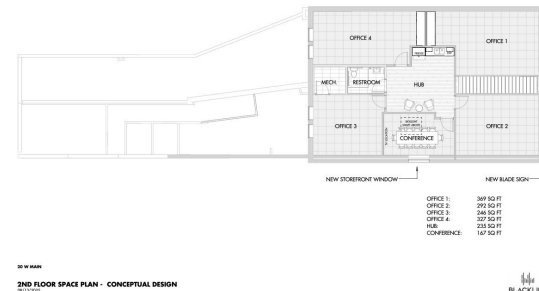 OFFICE 4
OFFICE 1
MECH.
RESTROOM
HUB
OFFICE 3
CONFERENCE
OFFICE 2
NEW STOREFRONT WINDOW
NEW BLADE SIGN
OFFICE 1: 369 SQ FT
OFFICE 2: 292 SQ FT
OFFICE 3: 246 SQ FT
OFFICE 4: 327 SQ FT
HUB: 235 SQ FT
CONFERENCE: 167 SQ FT
20 W MAIN
2ND FLOOR SPACE PLAN - CONCEPTUAL DESIGN